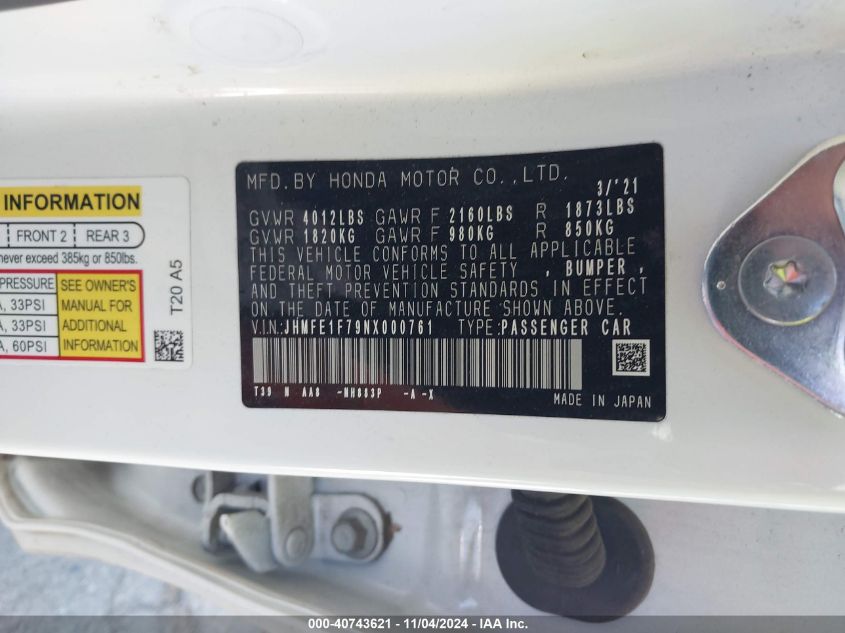 INFORMATION
FRONT 2 REAR 3
never exceed 385kg or 850lbs.
PRESSURE SEE OWNER'S
A, 33PSI MANUAL FOR
A, 33PSI ADDITIONAL
A, 60PSI INFORMATION
T20 A5
MFD.BY HONDA MOTOR CO.,LTD. 3/'21
GVWR 4012LBS GAWR F 2160LBS R 1873LBS
GVWR 1820KG GAWR F 980KG R 850KG
THIS VEHICLE CONFORMS TO ALL APPLICABLE
FEDERAL MOTOR VEHICLE SAFETY , BUMPER ,
AND THEFT PREVENTION STANDARDS IN EFFECT
ON THE DATE OF MANUFACTURE SHOWN ABOVE.
V.I.N:JHMFE1F79NX000761 TYPE:PASSENGER CAR
T39 N AA8 -NH883P -A -X
MADE IN JAPAN
000-40743621 - 11/04/2024 - IAA Inc.